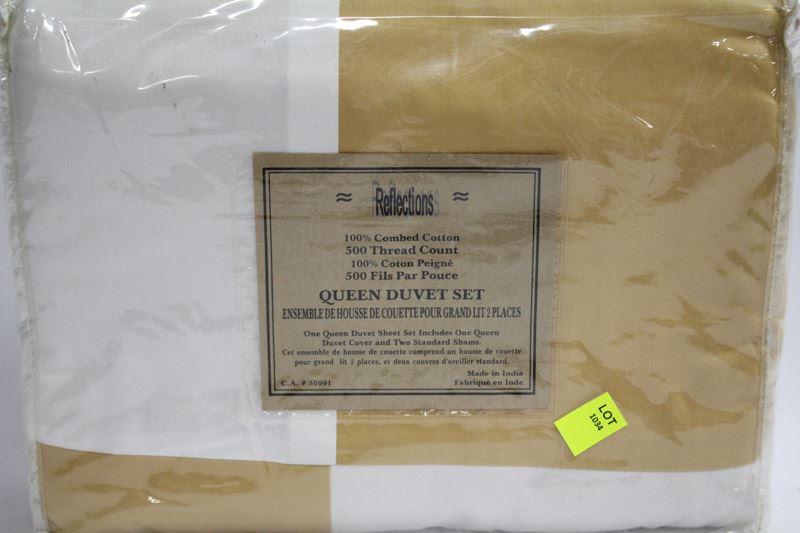 ≈ Reflections ≈
100% Combed Cotton
500 Thread Count
100% Coton Peigné
500 Fils Par Pouce
QUEEN DUVET SET
ENSEMBLE DE HOUSSE DE COUETTE POUR GRAND LIT 2 PLACES
One Queen Duvet Sheet Set Includes One Queen
Duvet Cover and Two Standard Shams.
Cet ensemble de housse de couette comprend un housse de couette
pour grand lit 2 places, et deux couvres d'oreiller standard.
Made in India
C.A. # 30991 Fabriqué en Inde
LOT
1034